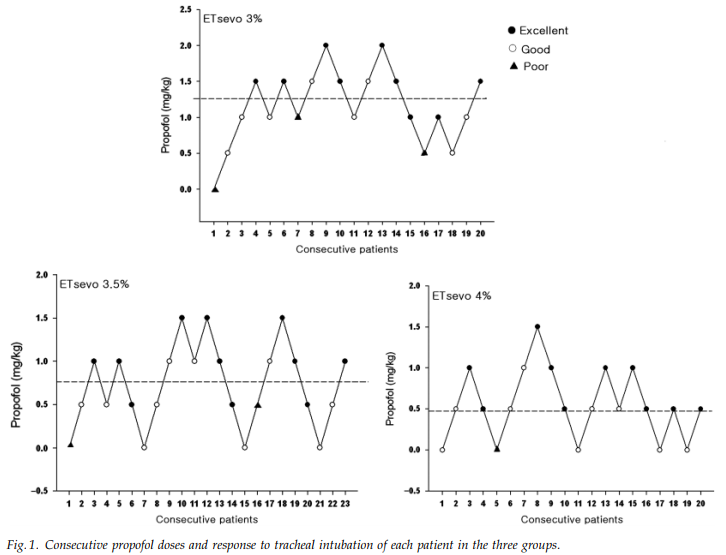 ETsevo 3%
Excellent
Good
Poor
Propofol (mg/kg)
2.5
2.0
1.5
1.0
0.5
0.0
1 2 3 4 5 6 7 8 9 10 11 12 13 14 15 16 17 18 19 20
Consecutive patients
ETsevo 3.5%
Propofol (mg/kg)
2.0
1.5
1.0
0.5
0.0
−0.5
1 2 3 4 5 6 7 8 9 10 11 12 13 14 15 16 17 18 19 20 21 22 23
Consecutive patients
ETsevo 4%
Propofol (mg/kg)
2.0
1.5
1.0
0.5
0.0
−0.5
1 2 3 4 5 6 7 8 9 10 11 12 13 14 15 16 17 18 19 20
Consecutive patients
Fig. 1. Consecutive propofol doses and response to tracheal intubation of each patient in the three groups.